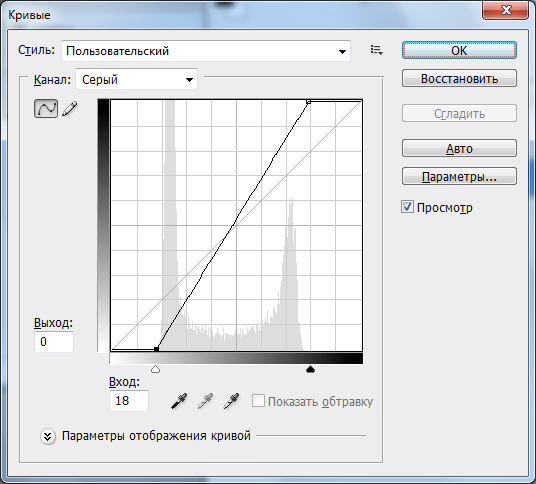 Кривые
Стиль: Пользовательский
OK
Канал: Серый
Восстановить
Сгладить
Авто
Параметры...
Просмотр
Выход:
0
Вход:
18
Показать обтравку
Параметры отображения кривой